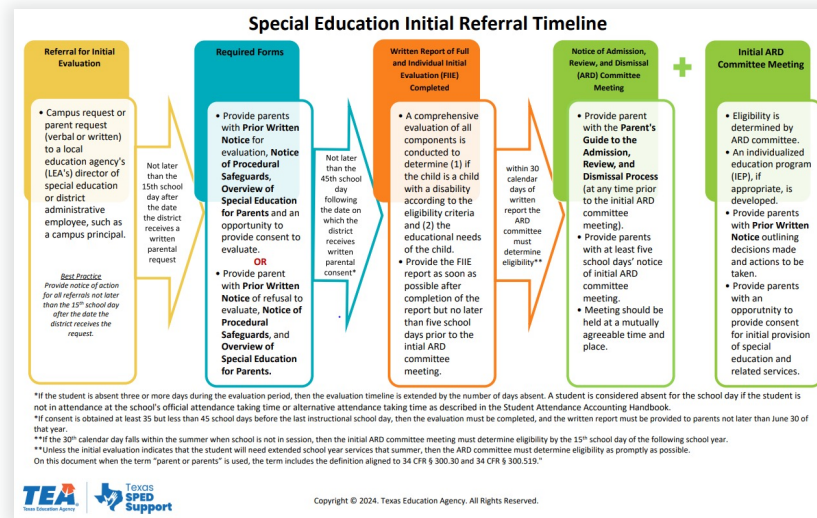 Special Education Initial Referral Timeline
Referral for Initial
Evaluation
• Campus request or
parent request
(verbal or written)
to a local
education agency's
(LEA's) director of
special education
or district
administrative
employee, such as
a campus principal.
Best Practice
Provide notice of action
for all referrals not later
than the 15th school day
after the date the
district receives the
request.
Not later
than the
15th school
day after
the date
the district
receives a
written
parental
request
Required Forms
• Provide parents
with Prior Written
Notice for
evaluation, Notice
of Procedural
Safeguards,
Overview of
Special Education
for Parents and an
opportunity to
provide consent to
evaluate.
OR
• Provide parent
with Prior Written
Notice of refusal to
evaluate, Notice of
Procedural
Safeguards, and
Overview of
Special Education
for Parents.
Not later
than the
45th school
day
following
the date on
which the
district
receives
written
parental
consent*
.
Written Report of Full
and Individual Initial
Evaluation (FIIE)
Completed
• A comprehensive
evaluation of all
components is
conducted to
determine (1) if
the child is a child
with a disability
according to the
eligibility criteria
and (2) the
educational needs
of the child.
• Provide the FIIE
report as soon as
possible after
completion of the
report but no later
than five school
days prior to the
intial ARD
committee
meeting.
within 30
calendar
days of
written
report the
ARD
committee
must
determine
eligibility**
Notice of Admission,
Review, and Dismissal
(ARD) Committee
Meeting
• Provide parent
with the Parent's
Guide to the
Admission,
Review, and
Dismissal Process
(at any time prior
to the initial ARD
committee
meeting).
• Provide parents
with at least five
school days' notice
of initial ARD
committee
meeting.
• Meeting should be
held at a mutually
agreeable time and
place.
+
Initial ARD
Committee Meeting
• Eligibility is
determined by
ARD committee.
• An individualized
education program
(IEP), if
appropriate, is
developed.
• Provide parents
with Prior Written
Notice outlining
decisions made
and actions to be
taken.
• Provide parents
with an
opporutnity to
provide consent
for initial provision
of special
education and
related services.
*If the student is absent three or more days during the evaluation period, then the evaluation timeline is extended by the number of days absent. A student is considered absent for the school day if the student is
not in attendance at the school's official attendance taking time or alternative attendance taking time as described in the Student Attendance Accounting Handbook.
*If consent is obtained at least 35 but less than 45 school days before the last instructional school day, then the evaluation must be completed, and the written report must be provided to parents not later than June 30 of
that year.
**If the 30th calendar day falls within the summer when school is not in session, then the initial ARD committee meeting must determine eligibility by the 15th school day of the following school year.
**Unless the initial evaluation indicates that the student will need extended school year services that summer, then the ARD committee must determine eligibility as promptly as possible.
On this document when the term "parent or parents" is used, the term includes the definition aligned to 34 CFR § 300.30 and 34 CFR § 300.519."
TEA
Texas Education Agency
Texas
SPED
Support
Copyright © 2024. Texas Education Agency. All Rights Reserved.